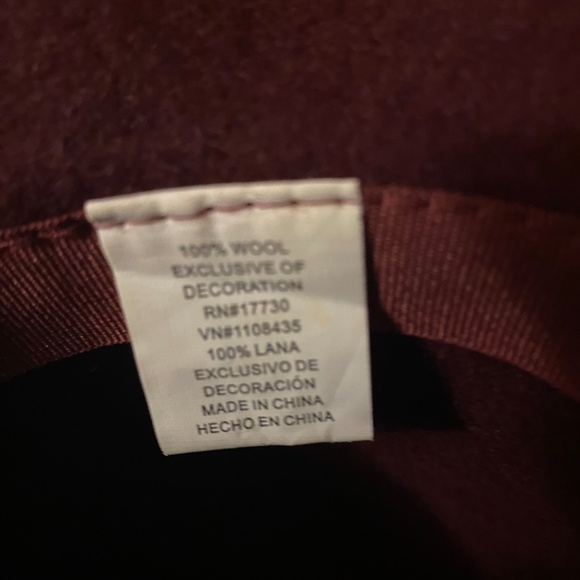 100% WOOL
EXCLUSIVE OF
DECORATION
RN#17730
VN#1108435
100% LANA
EXCLUSIVO DE
DECORACIÓN
MADE IN CHINA
HECHO EN CHINA